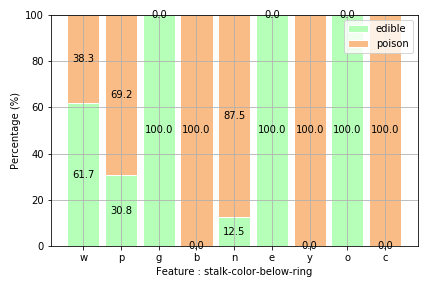 100
80
60
40
20
0
Percentage (%)
0.0 0.0 0.0
38.3
69.2
87.5
100.0 100.0 100.0 100.0 100.0 100.0
61.7
30.8
12.5
0.0 0.0 0.0
edible
poison
w p g b n e y o c
Feature : stalk-color-below-ring